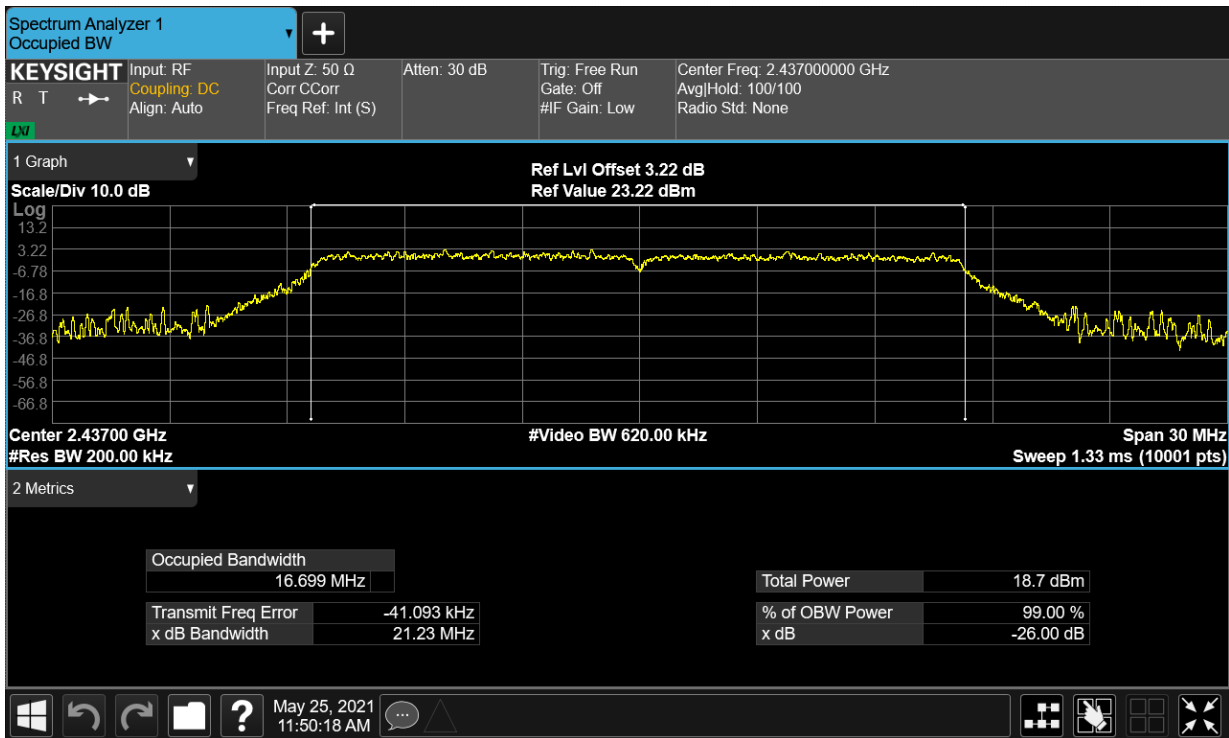 Spectrum Analyzer 1
Occupied BW
+
KEYSIGHT
R T
LXI
Input: RF
Coupling: DC
Align: Auto
Input Z: 50 Ω
Corr CCorr
Freq Ref: Int (S)
Atten: 30 dB
Trig: Free Run
Gate: Off
#IF Gain: Low
Center Freq: 2.437000000 GHz
Avg|Hold: 100/100
Radio Std: None
1 Graph
Scale/Div 10.0 dB
Ref Lvl Offset 3.22 dB
Ref Value 23.22 dBm
Log
13.2
3.22
-6.78
-16.8
-26.8
-36.8
-46.8
-56.8
-66.8
Center 2.43700 GHz
#Res BW 200.00 kHz
#Video BW 620.00 kHz
Span 30 MHz
Sweep 1.33 ms (10001 pts)
2 Metrics
Occupied Bandwidth
16.699 MHz
Transmit Freq Error -41.093 kHz
x dB Bandwidth 21.23 MHz
Total Power 18.7 dBm
% of OBW Power 99.00 %
x dB -26.00 dB
?
May 25, 2021
11:50:18 AM